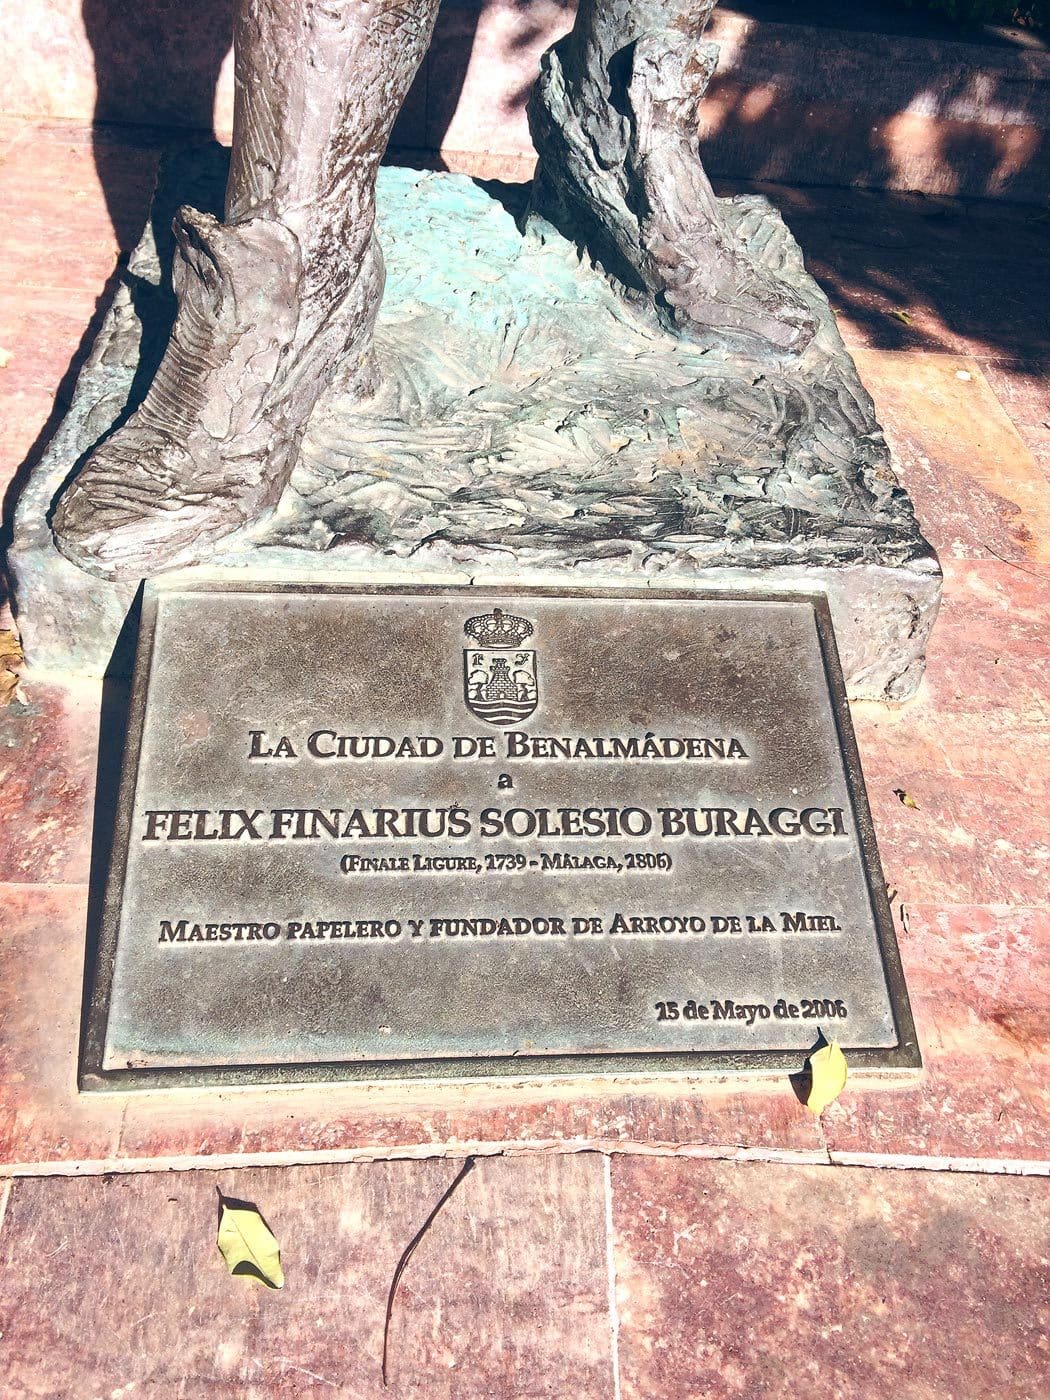 LA CIUDAD DE BENALMÁDENA
a
FELIX FINARIUS SOLESIO BURAGGI
(FINALE LIGURE, 1739 - MÁLAGA, 1806)
MAESTRO PAPELERO Y FUNDADOR DE ARROYO DE LA MIEL
15 de Mayo de 2006